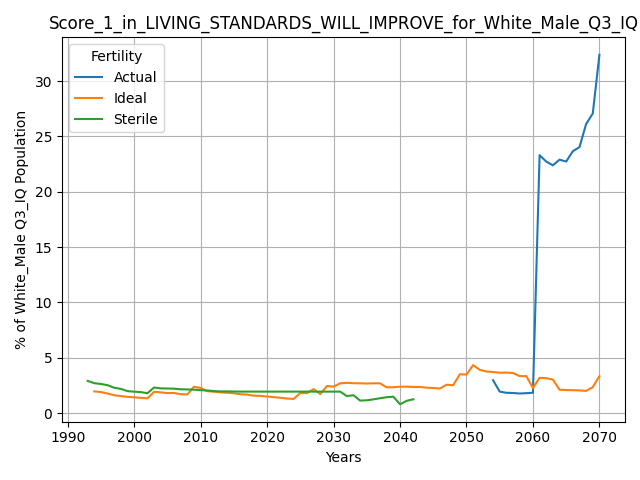 Score_1_in_LIVING_STANDARDS_WILL_IMPROVE_for_White_Male_Q3_IQ
Fertility
Actual
Ideal
Sterile
% of White_Male Q3_IQ Population
30
25
20
15
10
5
0
1990 2000 2010 2020 2030 2040 2050 2060 2070
Years